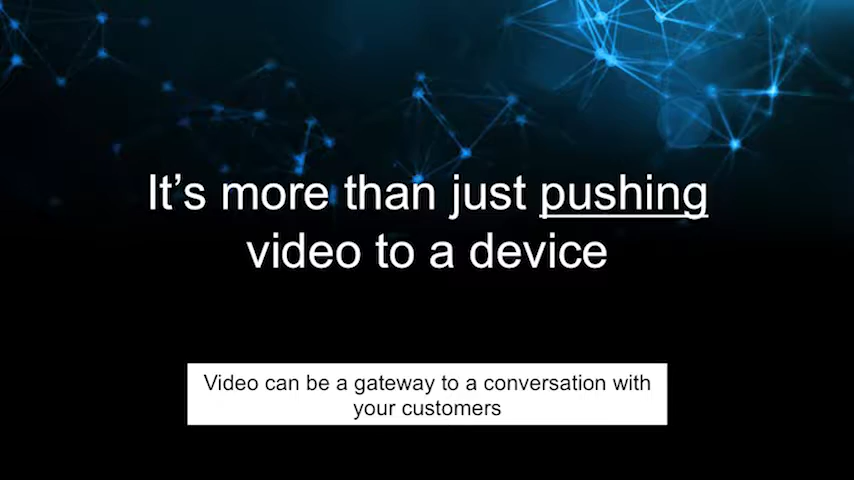 It’s more than just pushing
video to a device
Video can be a gateway to a conversation with
your customers